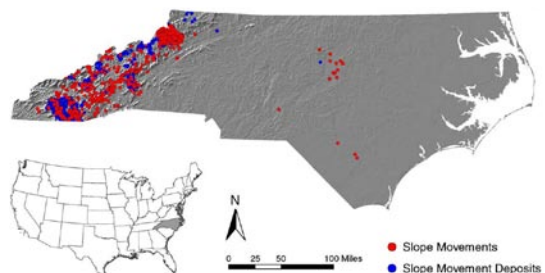 N
0 25 50 100 Miles
Slope Movements
Slope Movement Deposits